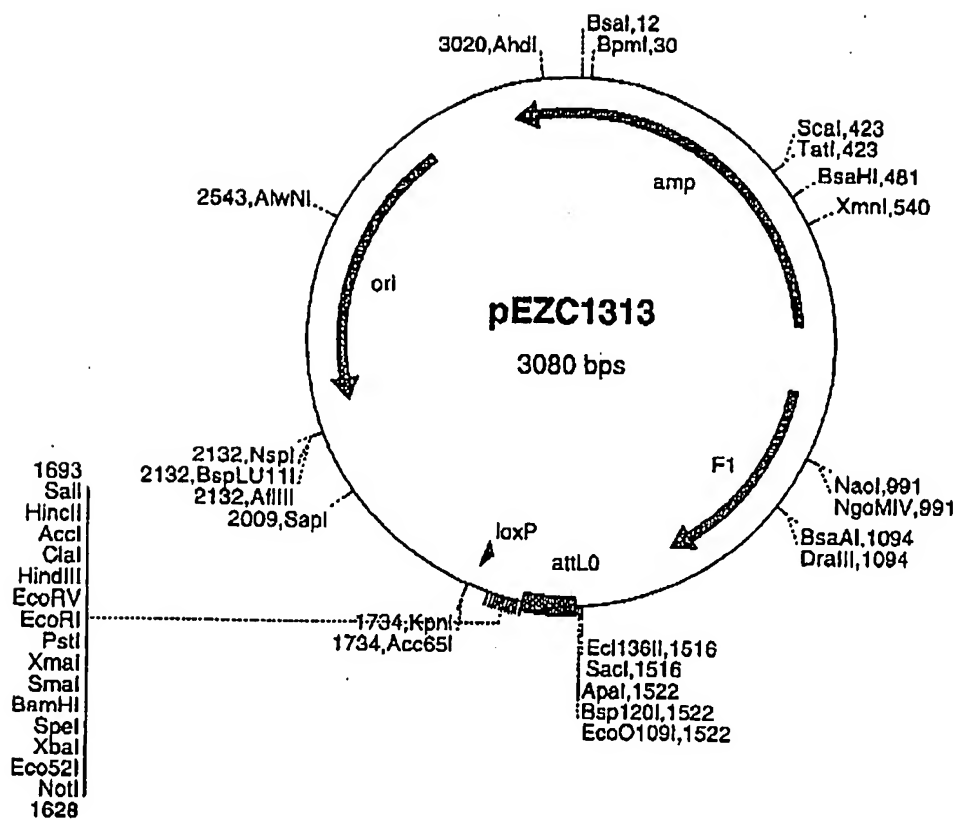 BsaI,12
BpmI,30
3020,AhdI
ScaI,423
TatI,423
BsaHI,481
XmnI,540
amp
2543,AlwNI
ori
pEZC1313
3080 bps
F1
NaoI,991
NgoMIV,991
BsaAI,1094
DraIII,1094
2132,NspI
2132,BspLU11I
2132,AflIII
2009,SapI
loxP
attL0
1693
SalI
HincII
AccI
ClaI
HindIII
EcoRV
EcoRI
PstI
XmaI
SmaI
BamHI
SpeI
XbaI
Eco52I
NotI
1628
1734,KpnI
1734,Acc65I
Ecl136II,1516
SacI,1516
ApaI,1522
Bsp120I,1522
EcoO109I,1522